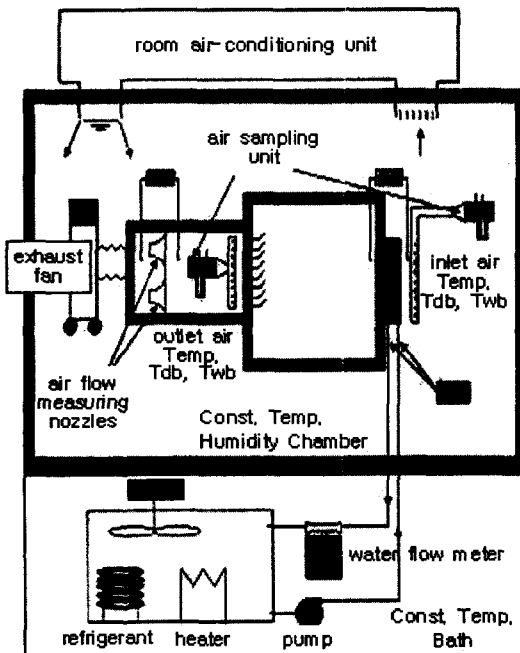 room air-conditioning unit
air sampling
unit
exhaust
fan
inlet air
Temp,
Tdb, Twb
outlet air
Temp,
Tdb, Twb
air flow
measuring
nozzles
Const, Temp,
Humidity Chamber
water flow meter
refrigerant heater pump
Const, Temp,
Bath